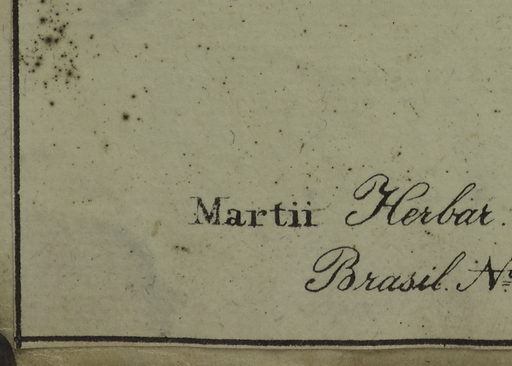 Martii Herbar.
Brasil. Nº